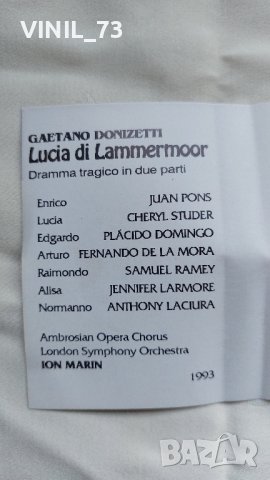 VINIL_73
GAETANO DONIZETTI
Lucia di Lammermoor
Dramma tragico in due parti
Enrico JUAN PONS
Lucia CHERYL STUDER
Edgardo PLÁCIDO DOMINGO
Arturo FERNANDO DE LA MORA
Raimondo SAMUEL RAMEY
Alisa JENNIFER LARMORE
Normanno ANTHONY LACIURA
Ambrosian Opera Chorus
London Symphony Orchestra
ION MARIN
1993
BAZAR